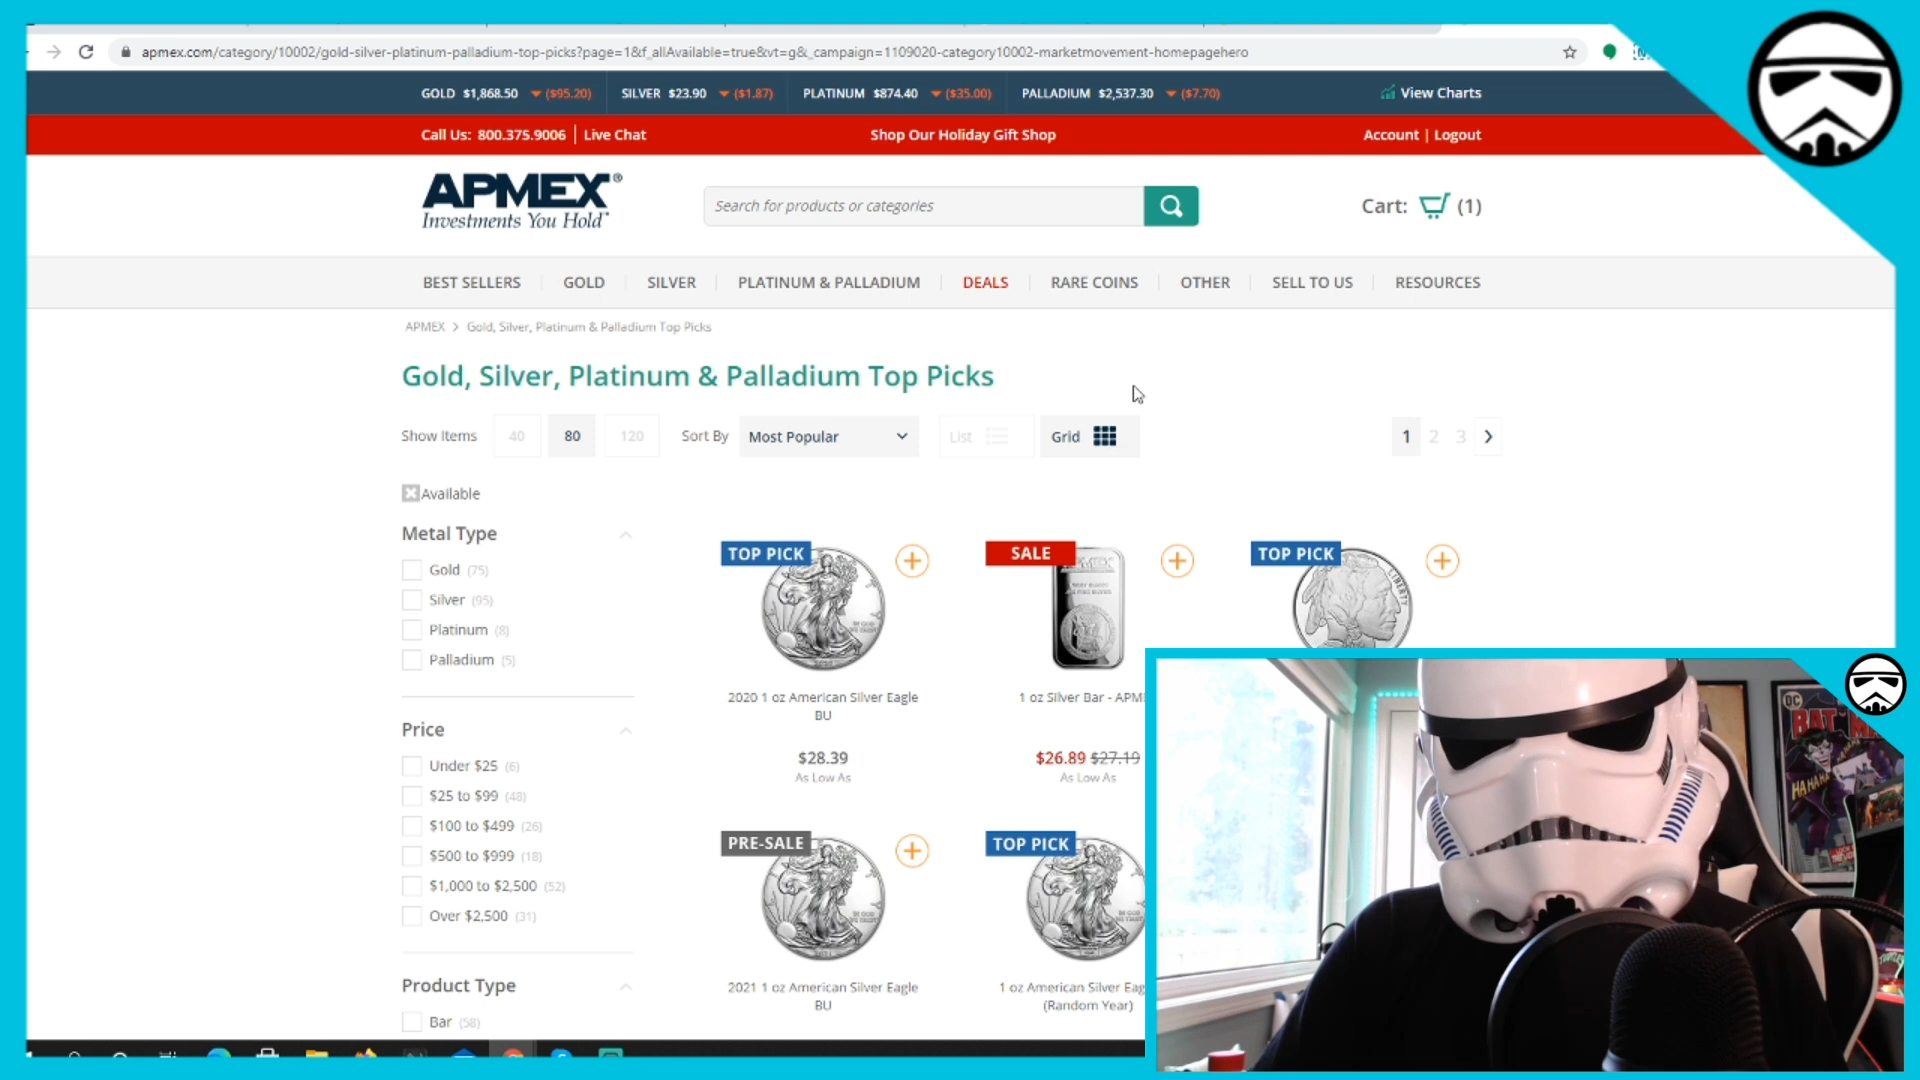 apmex.com/category/10002/gold-silver-platinum-palladium-top-picks?page=1&f_allAvailable=true&vt=g&_campaign=1109020-category10002-marketmovement-homepagehero
GOLD $1,868.50 ($95.20) SILVER $23.90 ($1.87) PLATINUM $874.40 ($35.00) PALLADIUM $2,537.30 ($7.70) View Charts
Call Us: 800.375.9006 | Live Chat Shop Our Holiday Gift Shop Account | Logout
APMEX®
Investments You Hold™
Search for products or categories
Cart: (1)
BEST SELLERS GOLD SILVER PLATINUM & PALLADIUM DEALS RARE COINS OTHER SELL TO US RESOURCES
APMEX > Gold, Silver, Platinum & Palladium Top Picks
Gold, Silver, Platinum & Palladium Top Picks
Show Items 40 80 120 Sort By Most Popular List Grid 1 2 3
Available
Metal Type
Gold (75)
Silver (95)
Platinum (8)
Palladium (5)
Price
Under $25 (6)
$25 to $99 (48)
$100 to $499 (26)
$500 to $999 (18)
$1,000 to $2,500 (52)
Over $2,500 (31)
Product Type
Bar (58)
TOP PICK
2020 1 oz American Silver Eagle
BU
$28.39
As Low As
SALE
APMEX
1 oz Silver Bar - APM
$26.89 $27.19
As Low As
TOP PICK
LIBERTY
PRE-SALE
2021 1 oz American Silver Eagle
BU
TOP PICK
1 oz American Silver Eag
(Random Year)
DC
BATM
HA HA HA